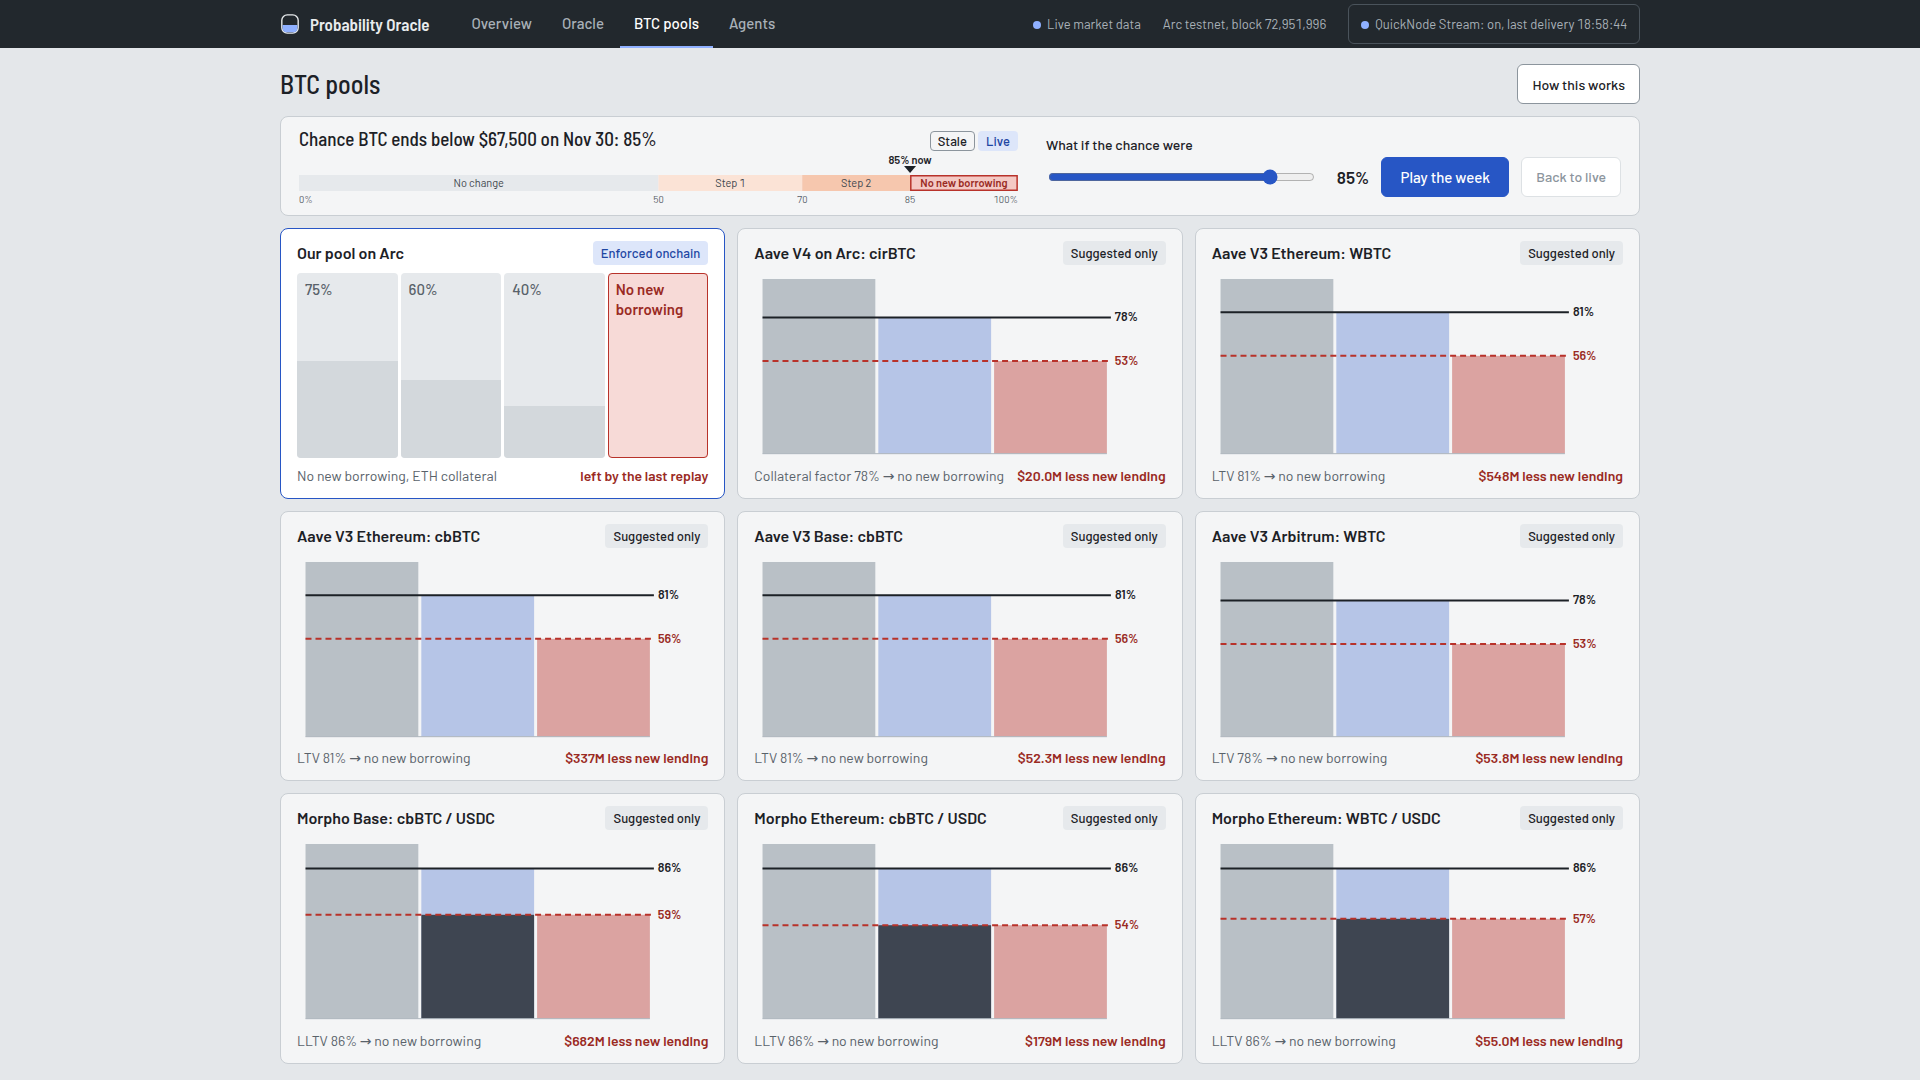 Probability Oracle
Overview
Oracle
BTC pools
Agents
Live market data
Arc testnet, block 72,951,996
QuickNode Stream: on, last delivery 18:58:44
BTC pools
How this works
Chance BTC ends below $67,500 on Nov 30: 85%
Stale
Live
85% now
No change
Step 1
Step 2
No new borrowing
0%
50
70
85
100%
What if the chance were
85%
Play the week
Back to live
Our pool on Arc
Enforced onchain
75%
60%
40%
No new
borrowing
No new borrowing, ETH collateral
left by the last replay
Aave V4 on Arc: cirBTC
Suggested only
78%
53%
Collateral factor 78% → no new borrowing
$20.0M less new lending
Aave V3 Ethereum: WBTC
Suggested only
81%
56%
LTV 81% → no new borrowing
$548M less new lending
Aave V3 Ethereum: cbBTC
Suggested only
81%
56%
LTV 81% → no new borrowing
$337M less new lending
Aave V3 Base: cbBTC
Suggested only
81%
56%
LTV 81% → no new borrowing
$52.3M less new lending
Aave V3 Arbitrum: WBTC
Suggested only
78%
53%
LTV 78% → no new borrowing
$53.8M less new lending
Morpho Base: cbBTC / USDC
Suggested only
86%
59%
LLTV 86% → no new borrowing
$682M less new lending
Morpho Ethereum: cbBTC / USDC
Suggested only
86%
54%
LLTV 86% → no new borrowing
$179M less new lending
Morpho Ethereum: WBTC / USDC
Suggested only
86%
57%
LLTV 86% → no new borrowing
$55.0M less new lending